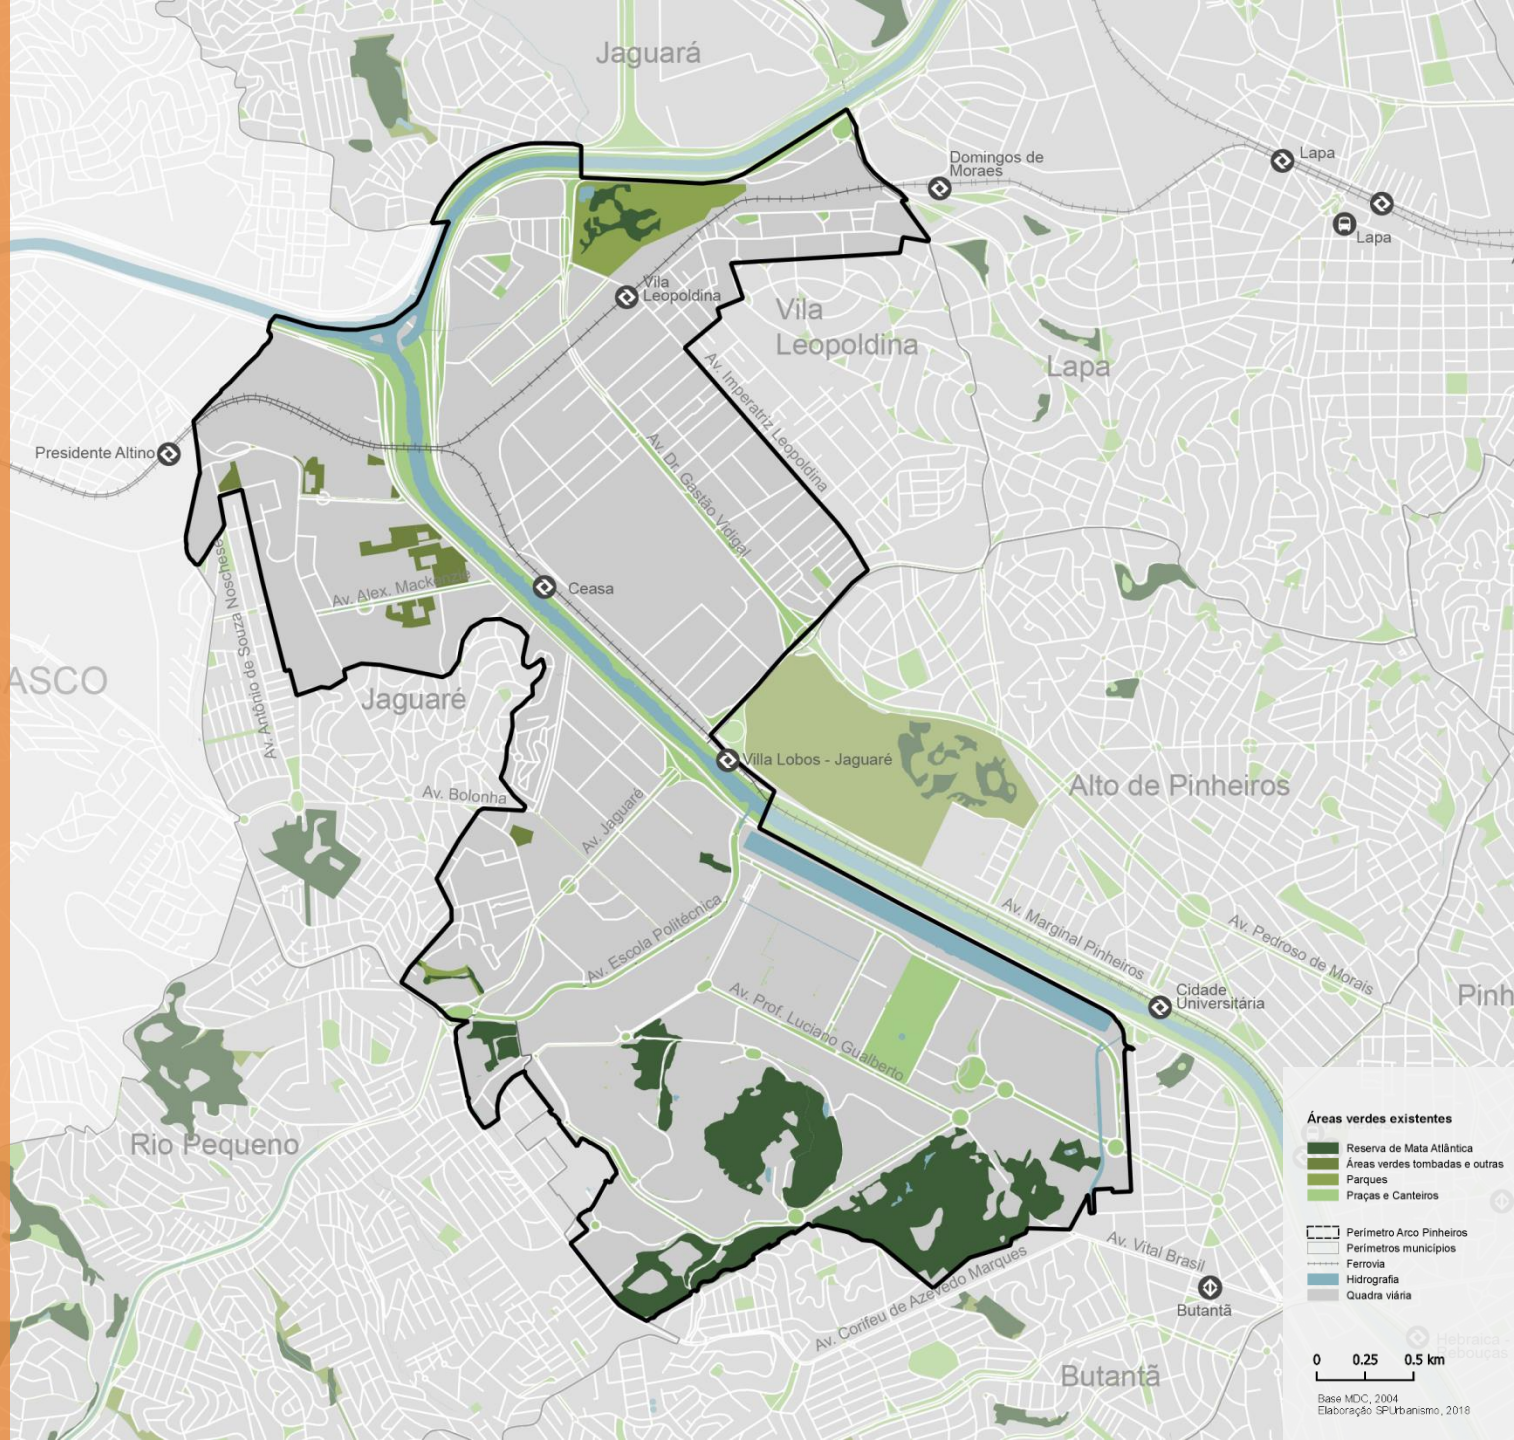 Jaguará
Domingos de
Moraes
Lapa
Lapa
Vila
Leopoldina
Vila
Leopoldina
Lapa
Av. Imperatriz Leopoldina
Presidente Altino
Av. Dr. Gastão Vidigal
Av. Antônio de Souza Noschese
Av. Alex. Mackenzie
Ceasa
ASCO
Jaguaré
Villa Lobos - Jaguaré
Alto de Pinheiros
Av. Bolonha
Av. Jaguaré
Av. Marginal Pinheiros
Av. Pedroso de Morais
Av. Escola Politécnica
Cidade
Universitária
Pinh
Av. Prof. Luciano Gualberto
Rio Pequeno
Av. Vital Brasil
Av. Corifeu de Azevedo Marques
Butantã
Butantã
Áreas verdes existentes
Reserva de Mata Atlântica
Áreas verdes tombadas e outras
Parques
Praças e Canteiros
Perímetro Arco Pinheiros
Perímetros municípios
Ferrovia
Hidrografia
Quadra viária
Hebraica -
Rebouças
0 0.25 0.5 km
Base MDC, 2004
Elaboração SPUrbanismo, 2018